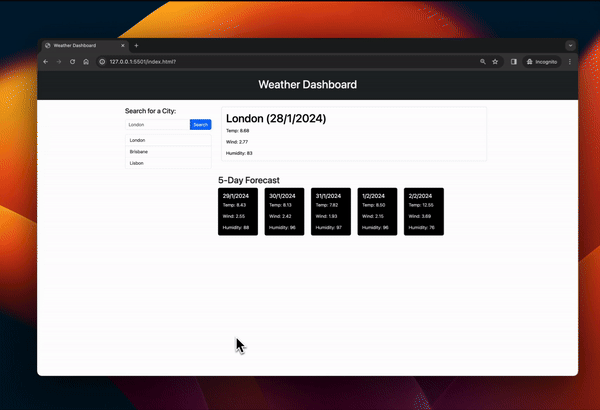 Weather Dashboard
127.0.0.1:5501/index.html?
Incognito
Weather Dashboard
Search for a City:
London
Search
London
Brisbane
Lisbon
London (28/1/2024)
Temp: 8.68
Wind: 2.77
Humidity: 83
5-Day Forecast
29/1/2024
Temp: 8.43
Wind: 2.55
Humidity: 88
30/1/2024
Temp: 8.13
Wind: 2.42
Humidity: 96
31/1/2024
Temp: 7.62
Wind: 1.93
Humidity: 97
1/2/2024
Temp: 8.50
Wind: 2.15
Humidity: 96
2/2/2024
Temp: 12.55
Wind: 3.69
Humidity: 76